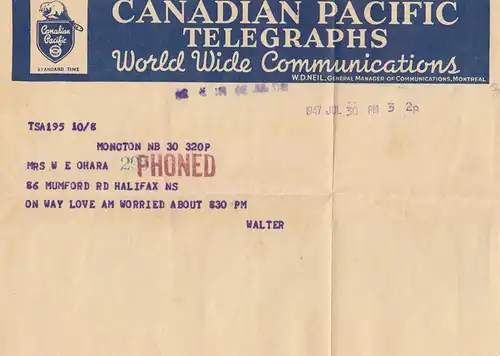 Canadian
Pacific
STANDARD TIME
CANADIAN PACIFIC
TELEGRAPHS
World Wide Communications
W.D. NEIL, GENERAL MANAGER OF COMMUNICATIONS, MONTREAL
1947 JUL 30 PM 3 2
TSA195 10/8
MONCTON NB 30 320P
MRS W E OHARA PHONED
86 MUMFORD RD HALIFAX NS
ON WAY LOVE AM WORRIED ABOUT 830 PM
WALTER